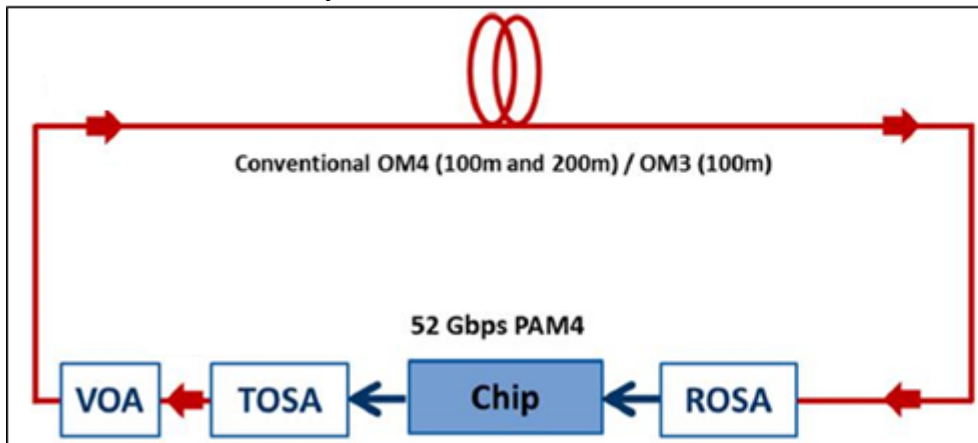 Conventional OM4 (100m and 200m) / OM3 (100m)
52 Gbps PAM4
VOA
TOSA
Chip
ROSA